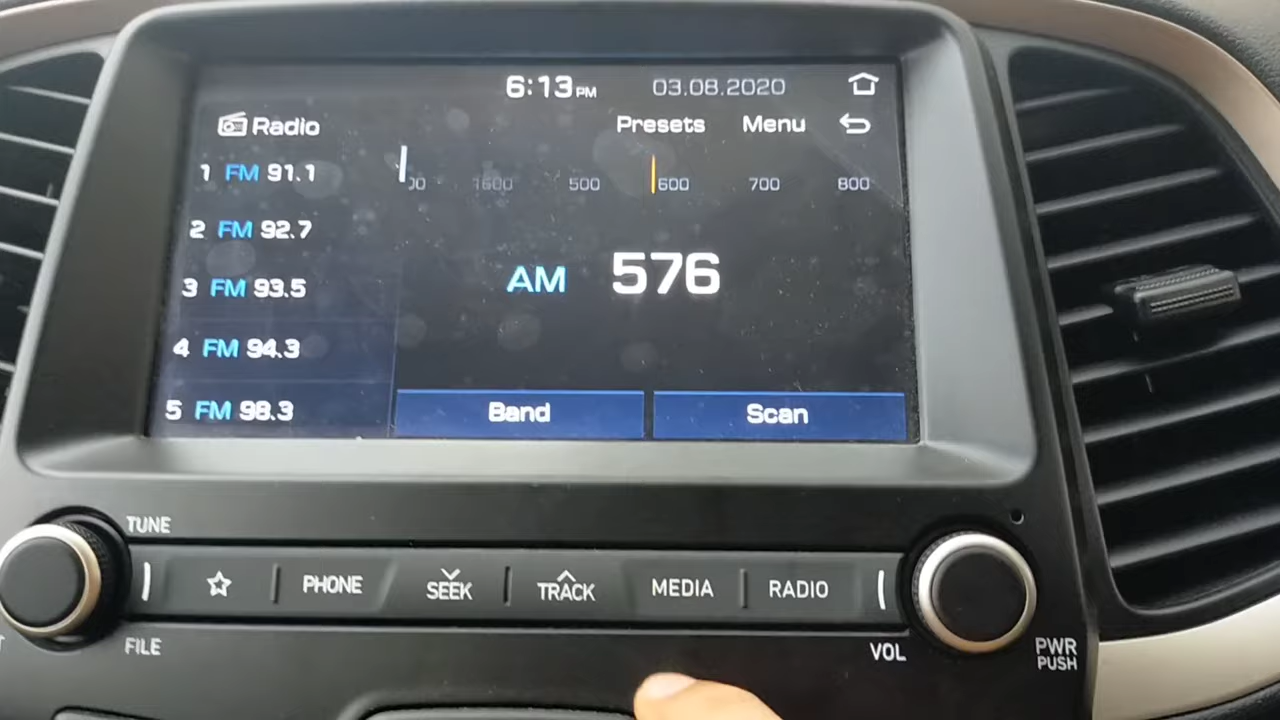 6:13 PM 03.08.2020
Radio Presets Menu
1 FM 91.1
1600 500 600 700 800
2 FM 92.7
3 FM 93.5
AM 576
4 FM 94.3
5 FM 98.3
Band Scan
TUNE
PHONE SEEK TRACK MEDIA RADIO
FILE VOL PWR
PUSH